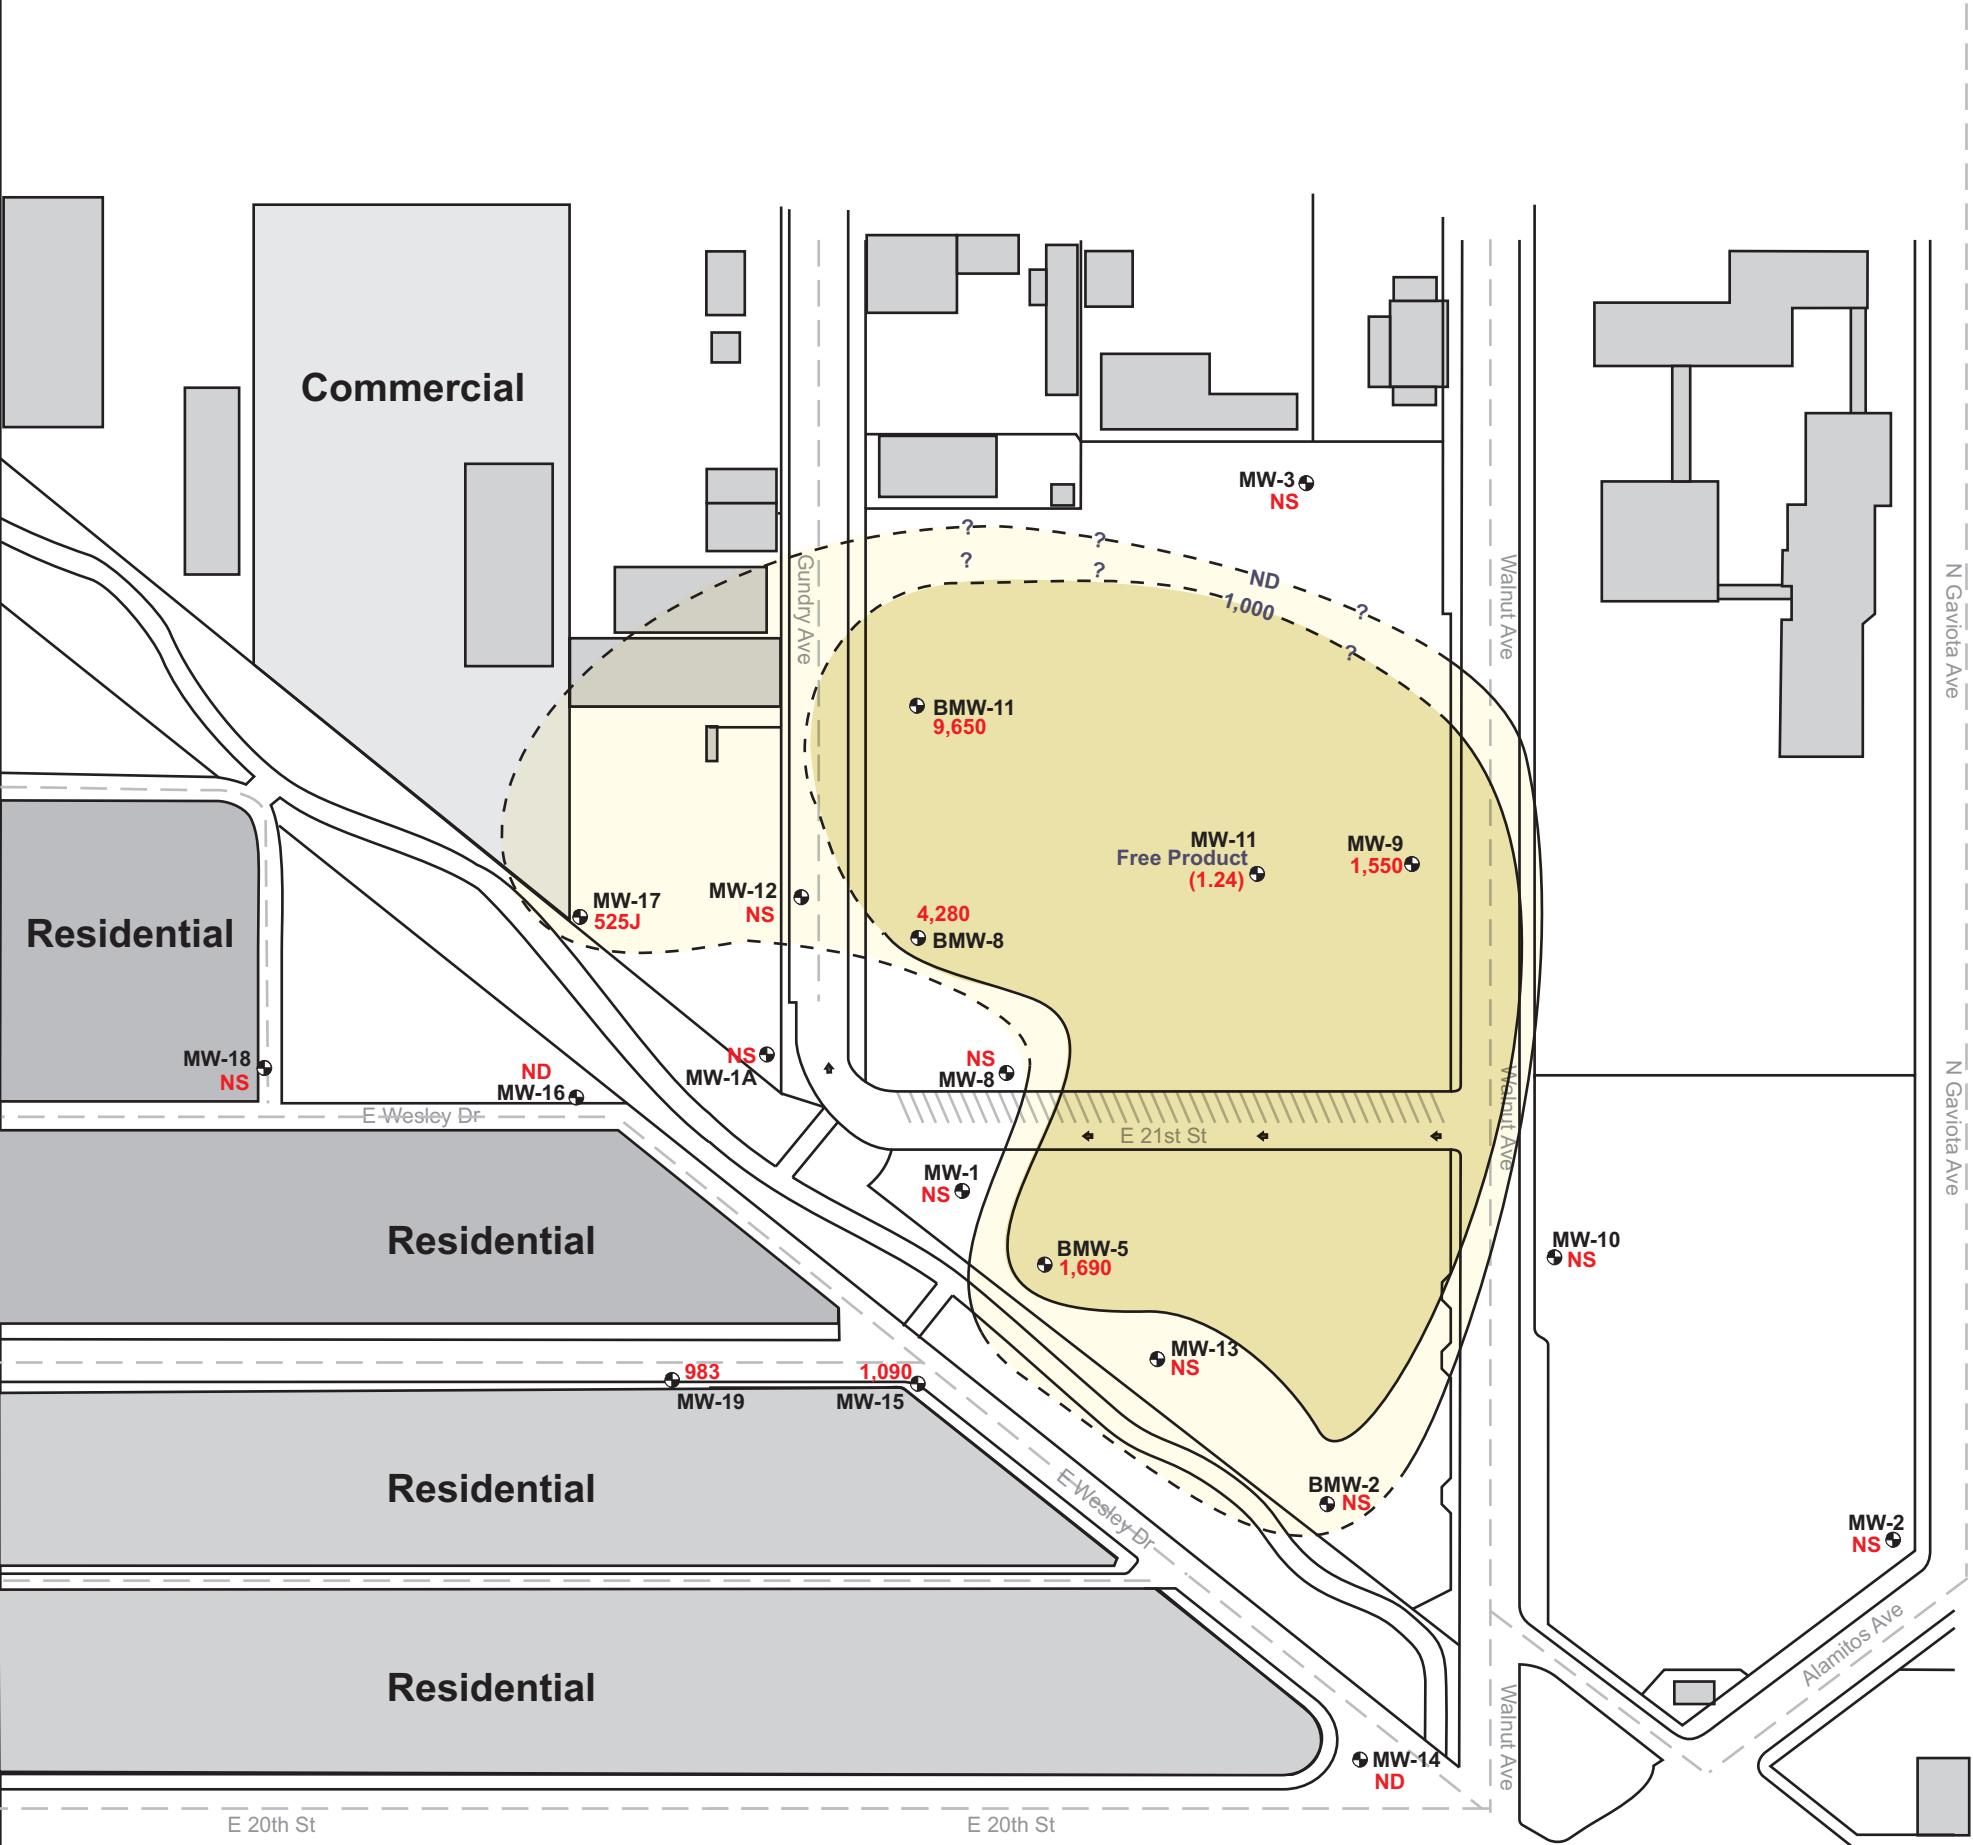 Commercial
MW-3
NS
?
?
?
?
ND
?
1,000
?
Gundry Ave
Walnut Ave
N Gaviota Ave
BMW-11
9,650
MW-11
Free Product
(1.24)
MW-9
1,550
MW-12
NS
MW-17
525J
4,280
BMW-8
Residential
MW-18
NS
ND
MW-16
NS
MW-1A
NS
MW-8
E Wesley Dr
E 21st St
Walnut Ave
N Gaviota Ave
MW-1
NS
Residential
BMW-5
1,690
MW-10
NS
MW-13
NS
983
MW-19
1,090
MW-15
Residential
E Wesley Dr
BMW-2
NS
MW-2
NS
Alamitos Ave
Residential
Walnut Ave
MW-14
ND
E 20th St
E 20th St